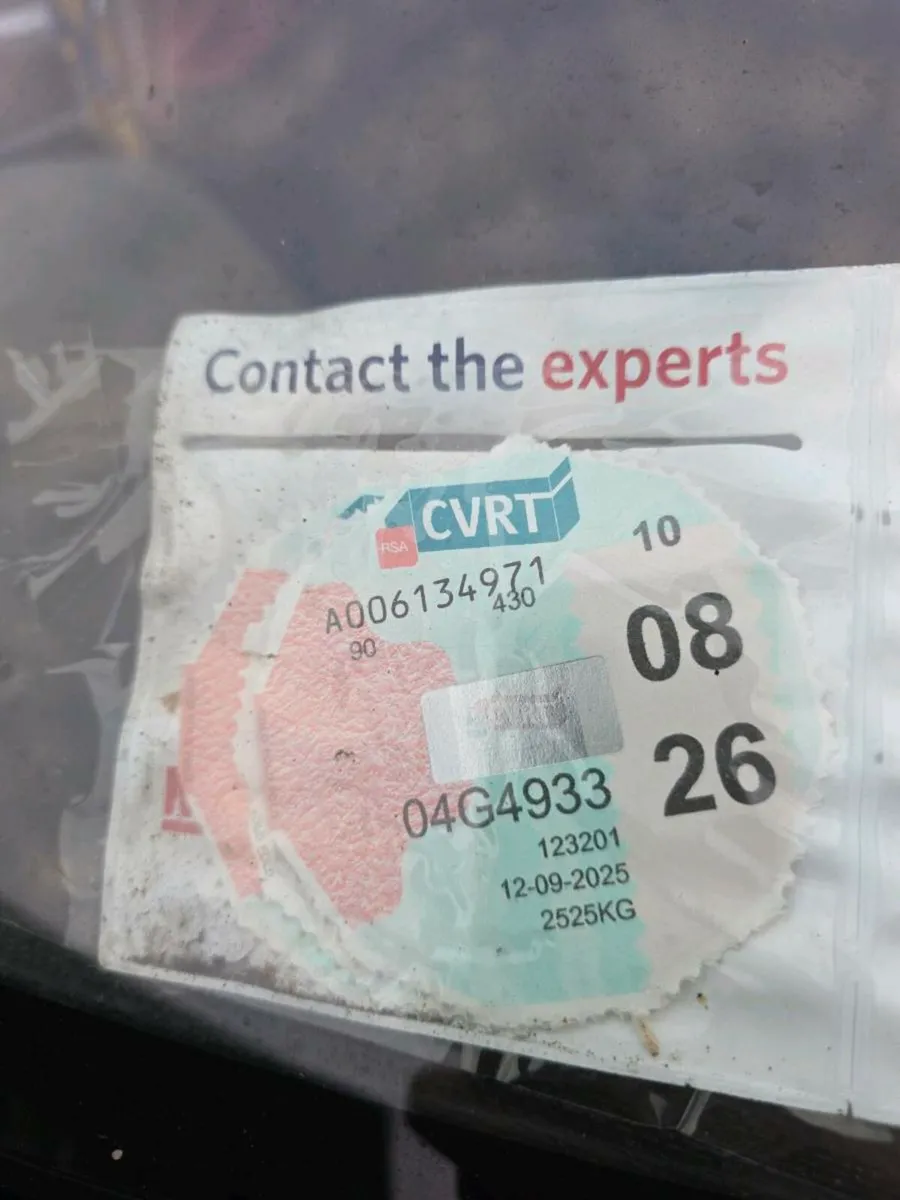 Contact the experts
CVRT
RSA
10
A006134971
430
90
08
26
04G4933
123201
12-09-2025
2525KG